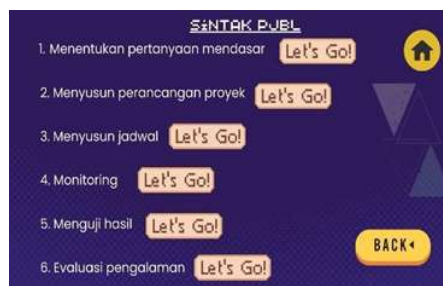 SiNTAK PJBL
1. Menentukan pertanyaan mendasar Let's Go!
2. Menyusun perancangan proyek Let's Go!
3. Menyusun jadwal Let's Go!
4. Monitoring Let's Go!
5. Menguji hasil Let's Go!
BACK
6. Evaluasi pengalaman Let's Go!